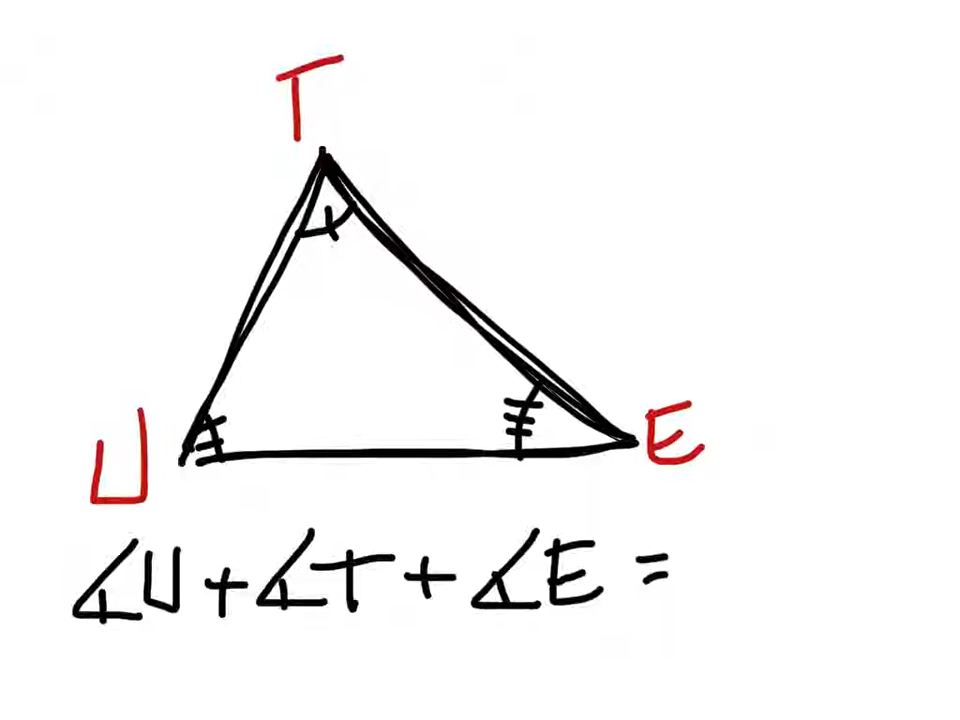 T
U E
∡U + ∡T + ∡E =